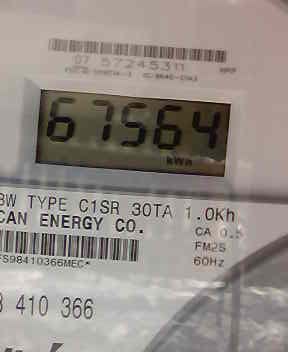 07 57245311
67564
kWh
3W TYPE C1SR 30TA 1.0Kh
CAN ENERGY CO.
CA 0.5
FM2S
60Hz
FS98410366MEC*
8 410 366